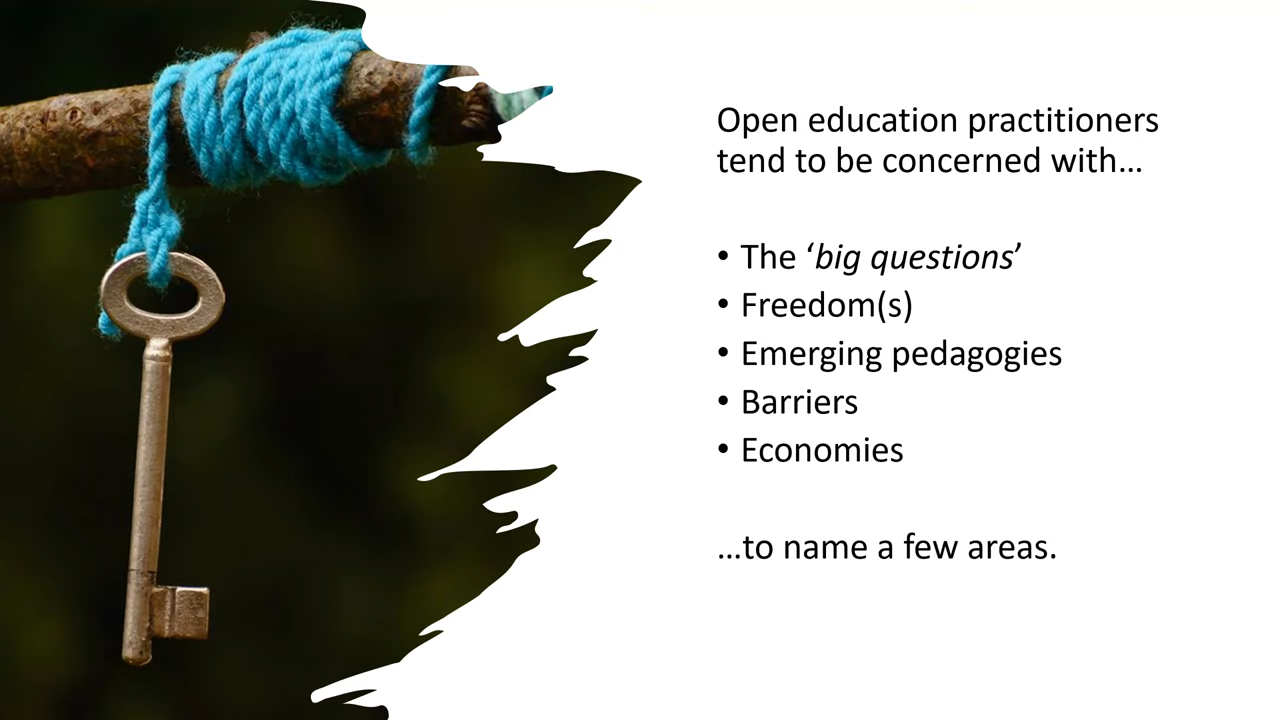 Open education practitioners
tend to be concerned with…
• The ‘big questions’
• Freedom(s)
• Emerging pedagogies
• Barriers
• Economies
…to name a few areas.